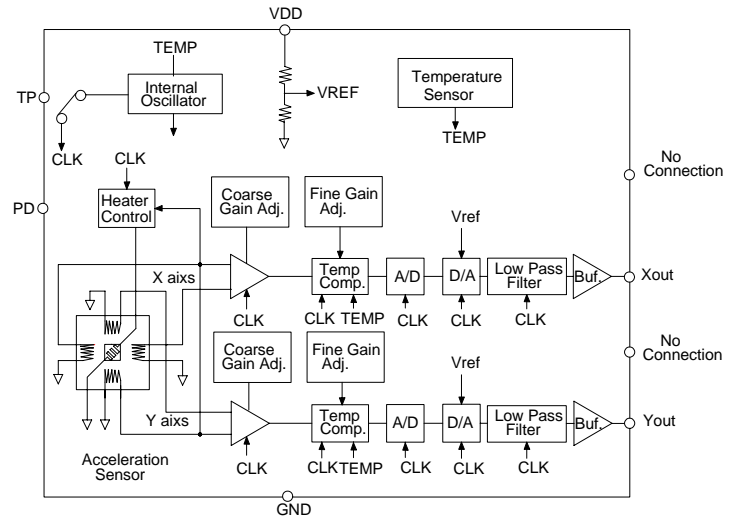 VDD
TEMP
Internal
Oscillator
TP
CLK
VREF
Temperature
Sensor
TEMP
No
Connection
CLK
PD
Heater
Control
Coarse
Gain Adj.
Fine Gain
Adj.
Vref
X aixs
Temp
Comp.
A/D
D/A
Low Pass
Filter
Buf.
Xout
CLK
CLK
TEMP
CLK
CLK
CLK
No
Connection
Coarse
Gain Adj.
Fine Gain
Adj.
Vref
Y aixs
Temp
Comp.
A/D
D/A
Low Pass
Filter
Buf.
Yout
CLK
CLK
TEMP
CLK
CLK
CLK
Acceleration
Sensor
GND